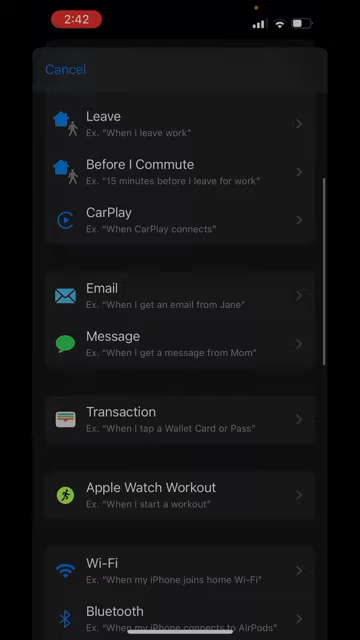 2:42
Cancel
Leave
Ex. "When I leave work"
Before I Commute
Ex. "15 minutes before I leave for work"
CarPlay
Ex. "When CarPlay connects"
Email
Ex. "When I get an email from Jane"
Message
Ex. "When I get a message from Mom"
Transaction
Ex. "When I tap a Wallet Card or Pass"
Apple Watch Workout
Ex. "When I start a workout"
Wi-Fi
Ex. "When my iPhone joins home Wi-Fi"
Bluetooth
Ex. "When my iPhone connects to AirPods"